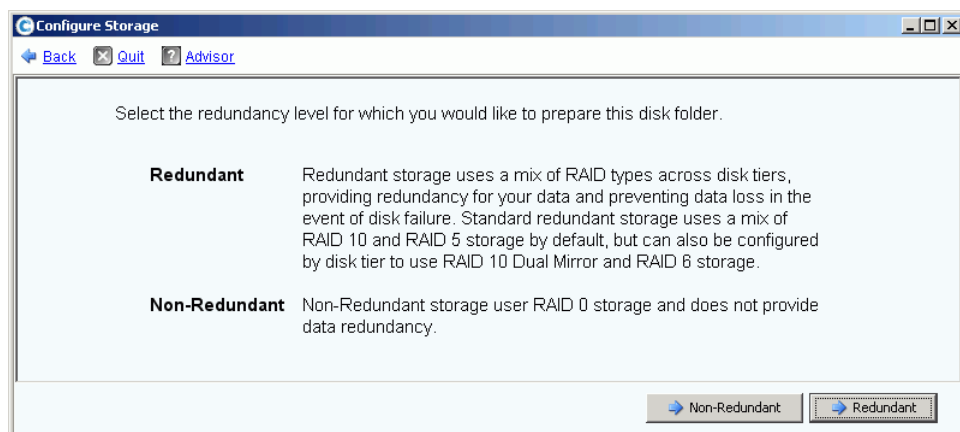 Configure Storage
Back Quit Advisor
Select the redundancy level for which you would like to prepare this disk folder.
Redundant Redundant storage uses a mix of RAID types across disk tiers,
providing redundancy for your data and preventing data loss in the
event of disk failure. Standard redundant storage uses a mix of
RAID 10 and RAID 5 storage by default, but can also be configured
by disk tier to use RAID 10 Dual Mirror and RAID 6 storage.
Non-Redundant Non-Redundant storage user RAID 0 storage and does not provide
data redundancy.
Non-Redundant Redundant